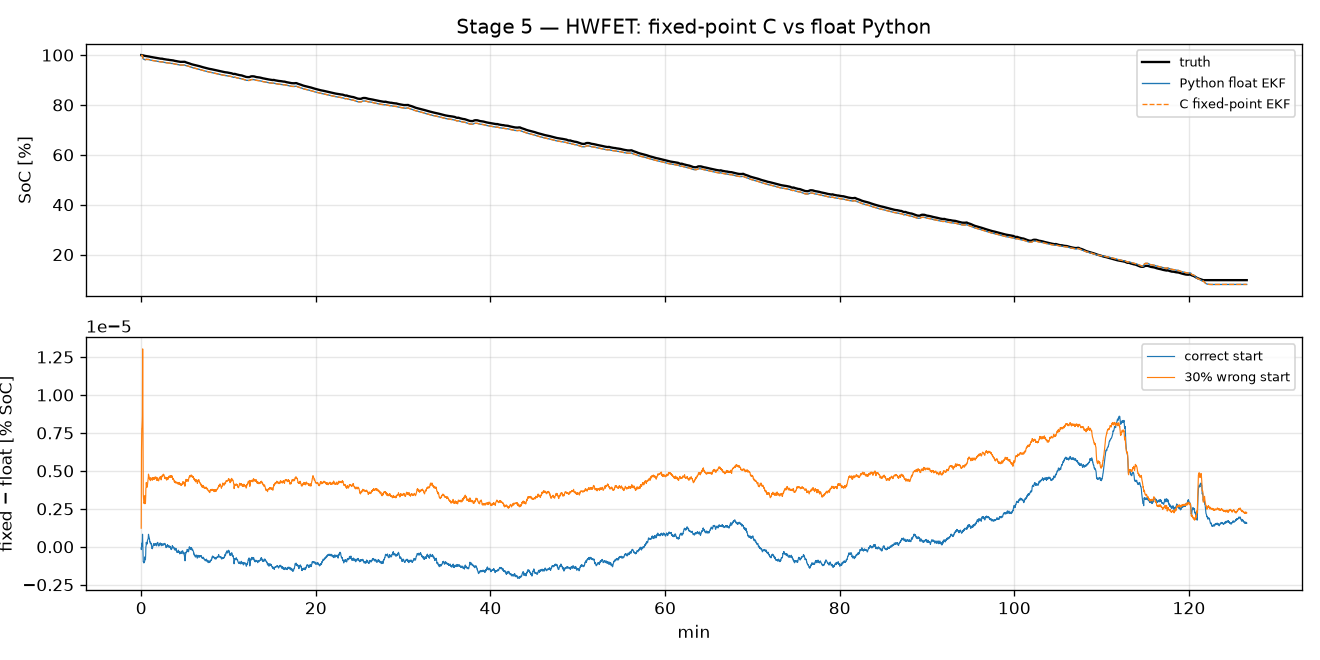 Stage 5 — HWFET: fixed-point C vs float Python
truth
Python float EKF
C fixed-point EKF
SoC [%]
100
80
60
40
20
1e−5
correct start
30% wrong start
fixed − float [% SoC]
1.25
1.00
0.75
0.50
0.25
0.00
−0.25
0
20
40
60
80
100
120
min